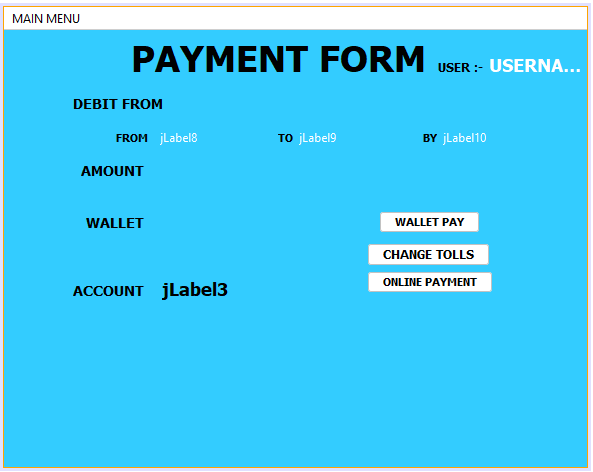 MAIN MENU
PAYMENT FORM USER :- USERNA...
DEBIT FROM
FROM jLabel8 TO jLabel9 BY jLabel10
AMOUNT
WALLET WALLET PAY
CHANGE TOLLS
ONLINE PAYMENT
ACCOUNT jLabel3